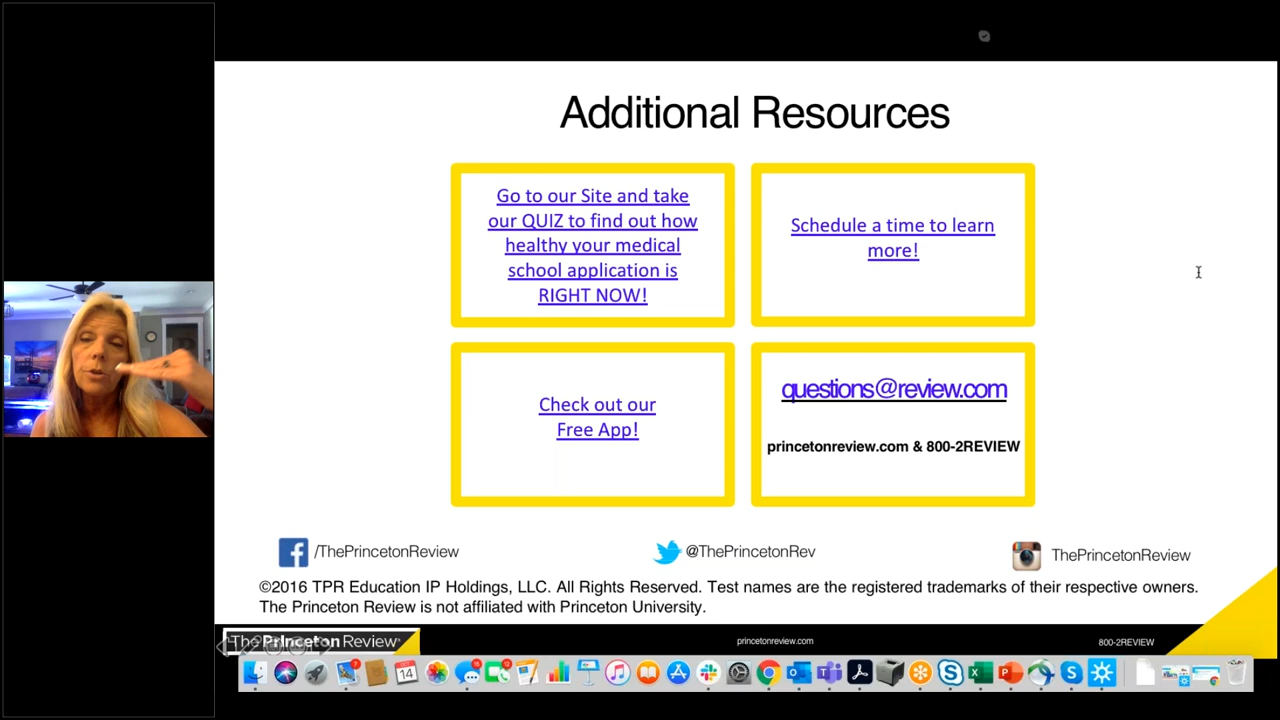 Additional Resources
Go to our Site and take
our QUIZ to find out how
healthy your medical
school application is
RIGHT NOW!
Schedule a time to learn
more!
Check out our
Free App!
questions@review.com
princetonreview.com & 800-2REVIEW
/ThePrincetonReview
@ThePrincetonRev
ThePrincetonReview
©2016 TPR Education IP Holdings, LLC. All Rights Reserved. Test names are the registered trademarks of their respective owners.
The Princeton Review is not affiliated with Princeton University.
The Princeton Review
princetonreview.com
800-2REVIEW
14